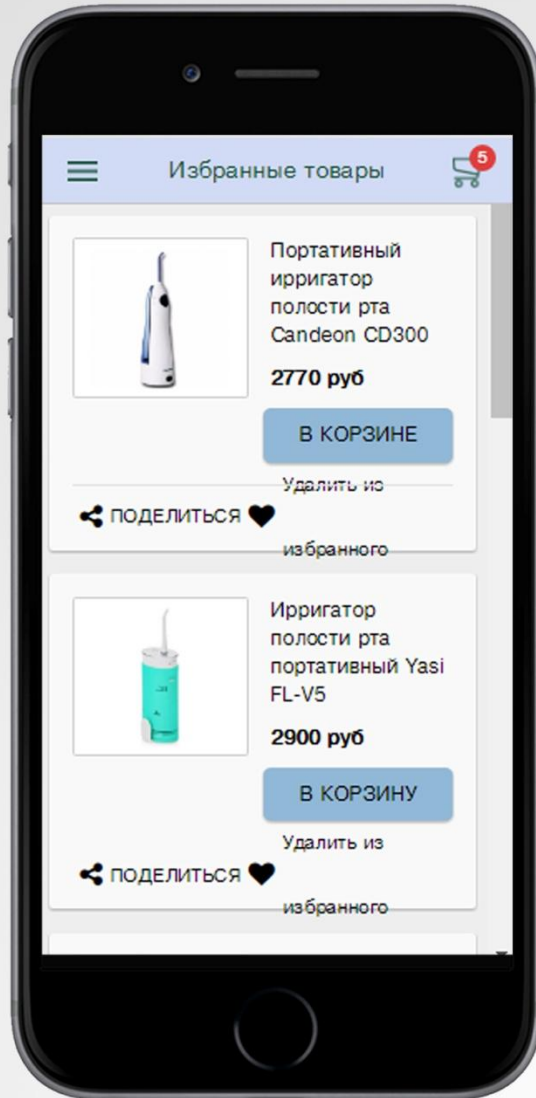 Избранные товары
5
Портативный
ирригатор
полости рта
Candeon CD300
2770 руб
В КОРЗИНЕ
Удалить из
ПОДЕЛИТЬСЯ
избранного
Ирригатор
полости рта
портативный Yasi
FL-V5
2900 руб
В КОРЗИНУ
Удалить из
ПОДЕЛИТЬСЯ
избранного